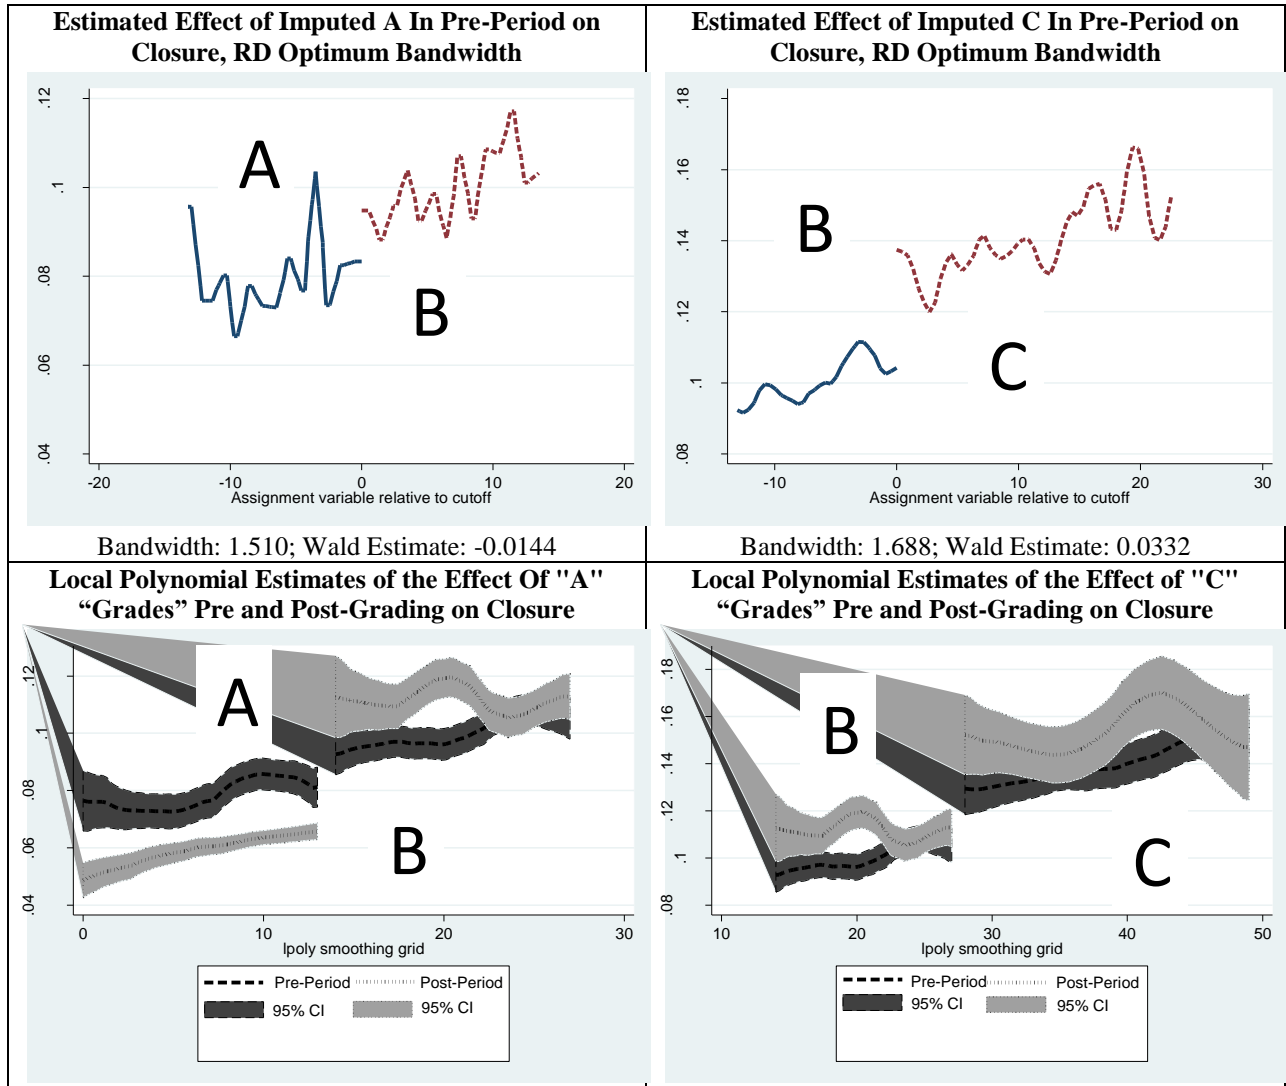 Estimated Effect of Imputed A In Pre-Period on
Closure, RD Optimum Bandwidth
.12
.1
.08
.06
.04
A
B
-20
-10
0
10
20
Assignment variable relative to cutoff
Bandwidth: 1.510; Wald Estimate: -0.0144
Estimated Effect of Imputed C In Pre-Period on
Closure, RD Optimum Bandwidth
.18
.16
.14
.12
.1
.08
B
C
-10
0
10
20
30
Assignment variable relative to cutoff
Bandwidth: 1.688; Wald Estimate: 0.0332
Local Polynomial Estimates of the Effect Of "A"
“Grades” Pre and Post-Grading on Closure
.12
.1
.08
.06
.04
A
B
0
10
20
30
lpoly smoothing grid
Pre-Period Post-Period
95% CI 95% CI
Local Polynomial Estimates of the Effect of "C"
“Grades” Pre and Post-Grading on Closure
.18
.16
.14
.12
.1
.08
B
C
10
20
30
40
50
lpoly smoothing grid
Pre-Period Post-Period
95% CI 95% CI